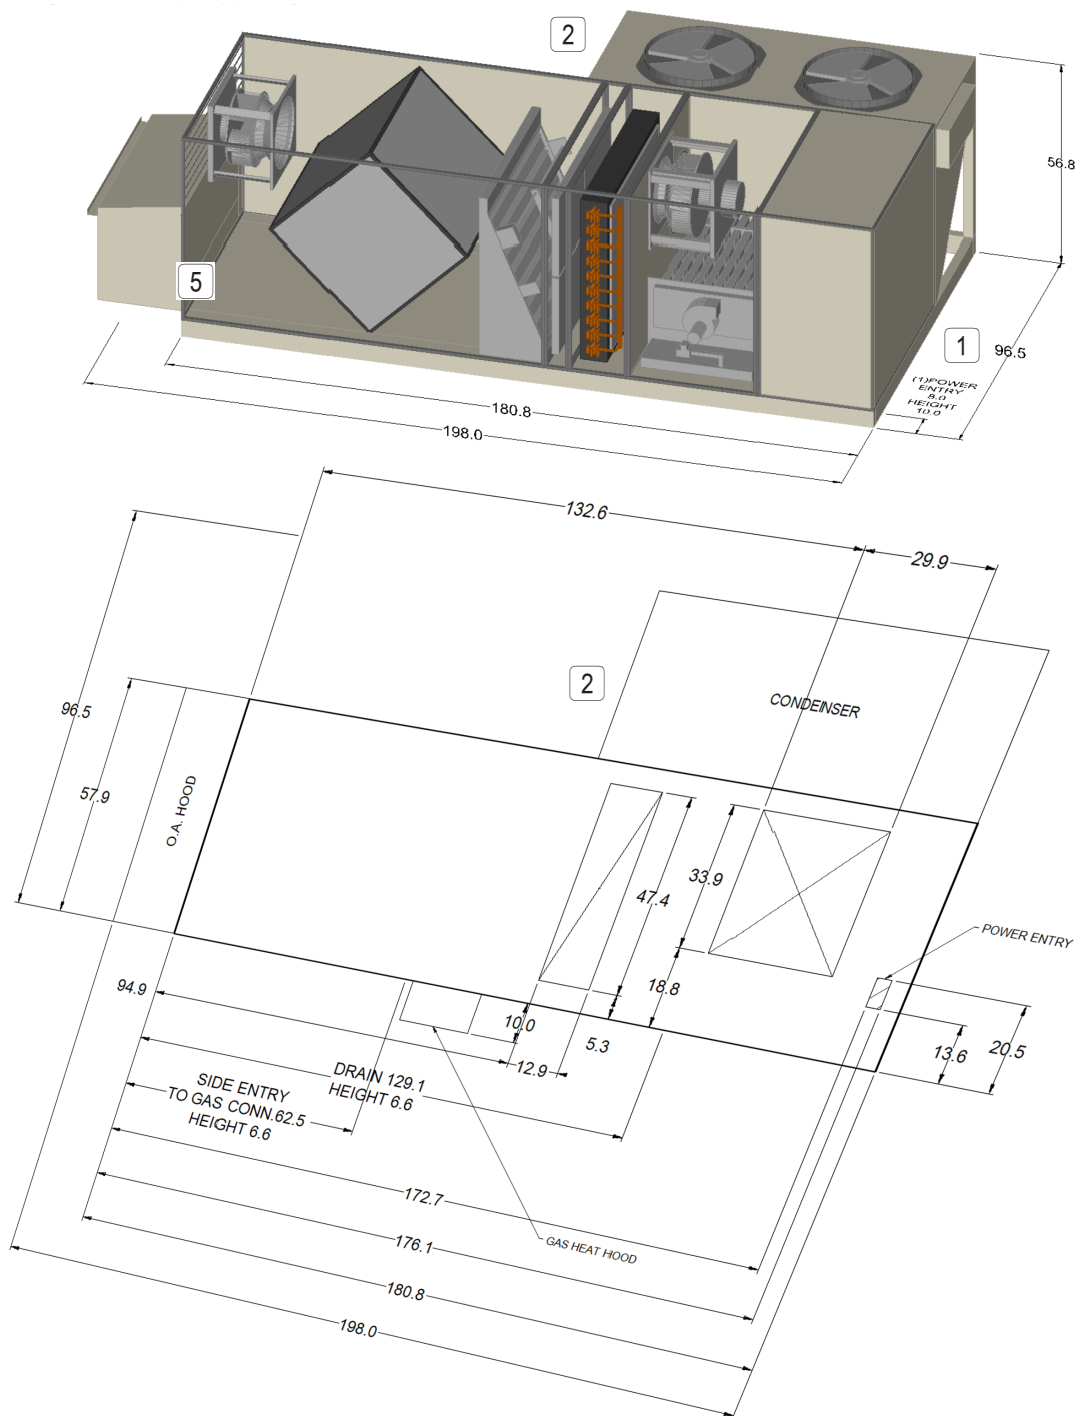 2
56.8
5
1
96.5
(1)POWER
ENTRY
8.0
HEIGHT
10.0
180.8
198.0
132.6
29.9
2
CONDEINSER
96.5
57.9
O.A. HOOD
33.9
47.4
POWER ENTRY
18.8
94.9
10.0
5.3
13.6
20.5
12.9
DRAIN 129.1
HEIGHT 6.6
SIDE ENTRY
TO GAS CONN.62.5
HEIGHT 6.6
172.7
GAS HEAT HOOD
176.1
180.8
198.0